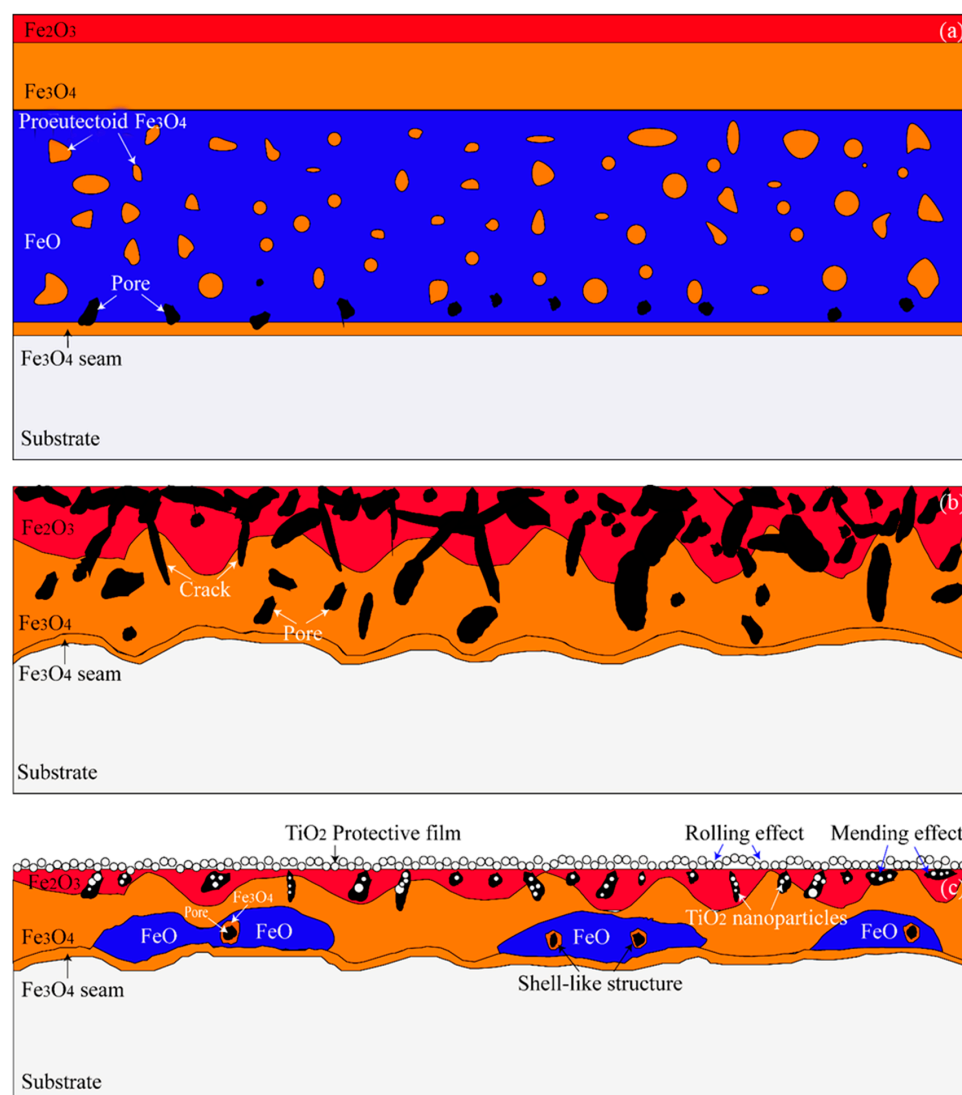 Fe2O3
(a)
Fe3O4
Proeutectoid Fe3O4
FeO
Pore
Fe3O4 seam
Substrate
(b)
Fe2O3
Crack
Fe3O4
Pore
Fe3O4 seam
Substrate
TiO2 Protective film
Rolling effect
Mending effect
Fe2O3
(c)
Fe3O4
Pore
TiO2 nanoparticles
Fe3O4
FeO
FeO
FeO
FeO
Shell-like structure
Fe3O4 seam
Substrate